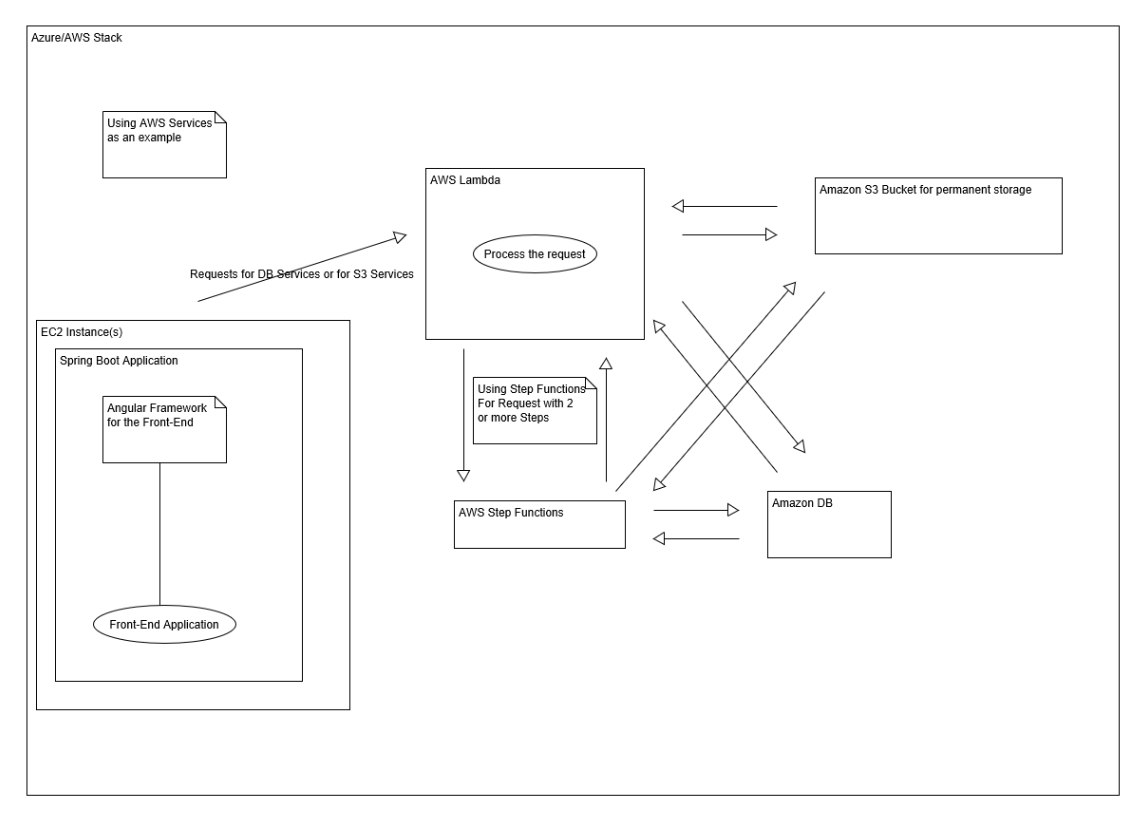 Azure/AWS Stack
Using AWS Services
as an example
AWS Lambda
Process the request
Amazon S3 Bucket for permanent storage
Requests for DB Services or for S3 Services
EC2 Instance(s)
Spring Boot Application
Angular Framework
for the Front-End
Front-End Application
Using Step Functions
For Request with 2
or more Steps
AWS Step Functions
Amazon DB